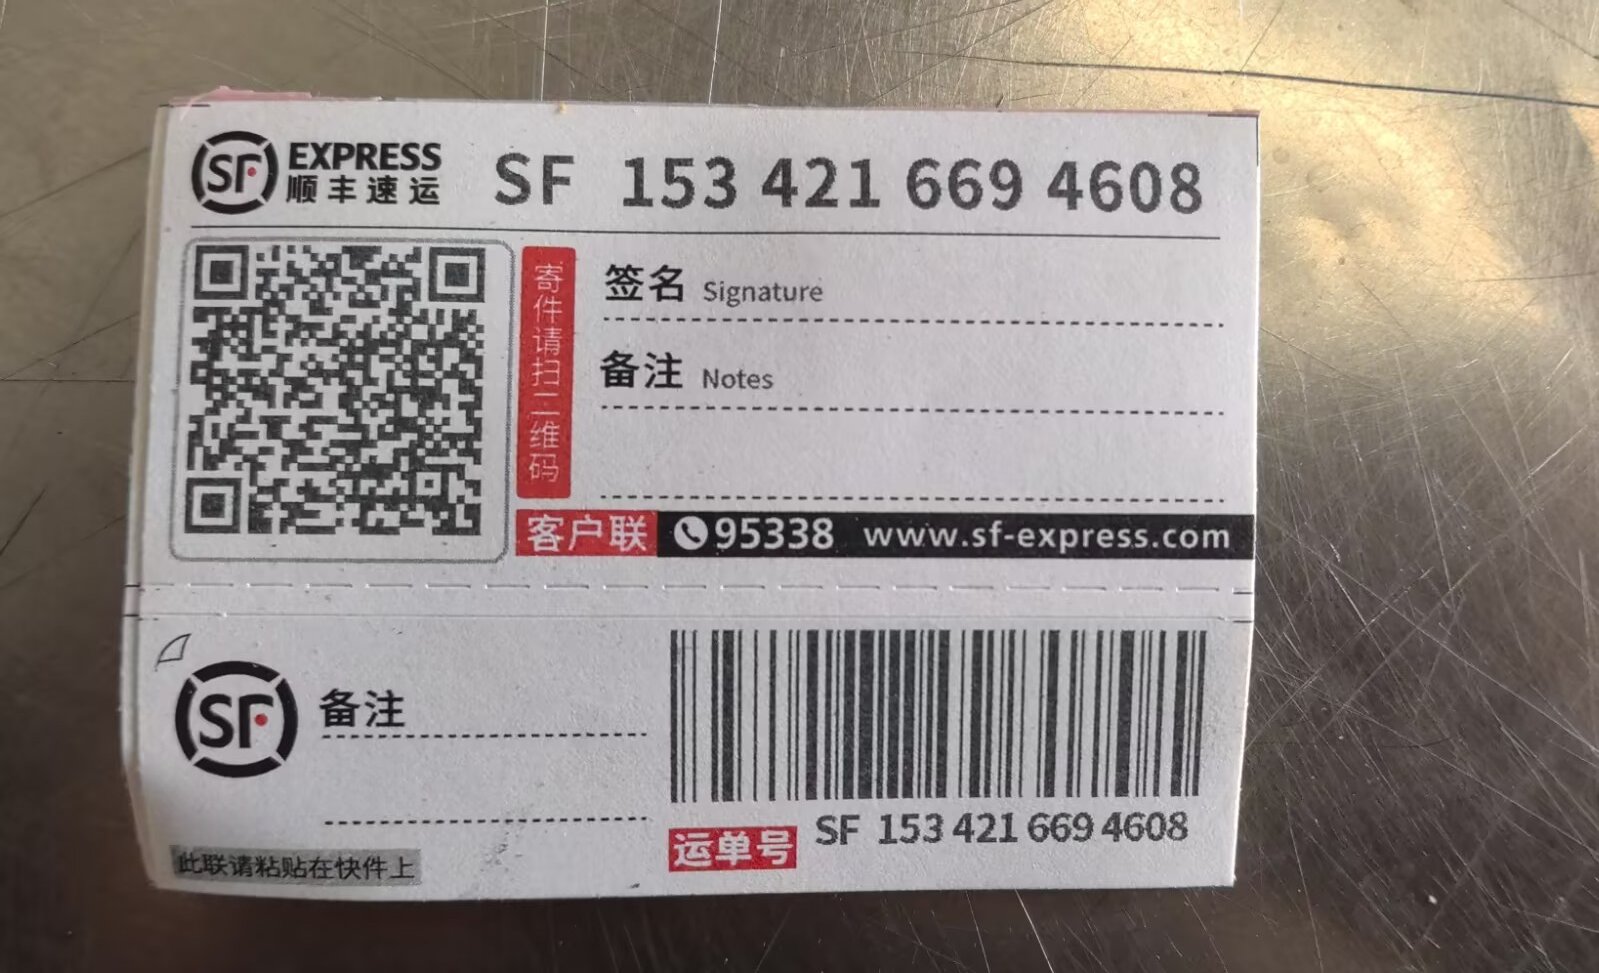 SF EXPRESS
顺丰速运
SF 153 421 669 4608
寄件请扫二维码
签名 Signature
备注 Notes
客户联 95338 www.sf-express.com
SF 备注
此联请粘贴在快件上
运单号 SF 153 421 669 4608